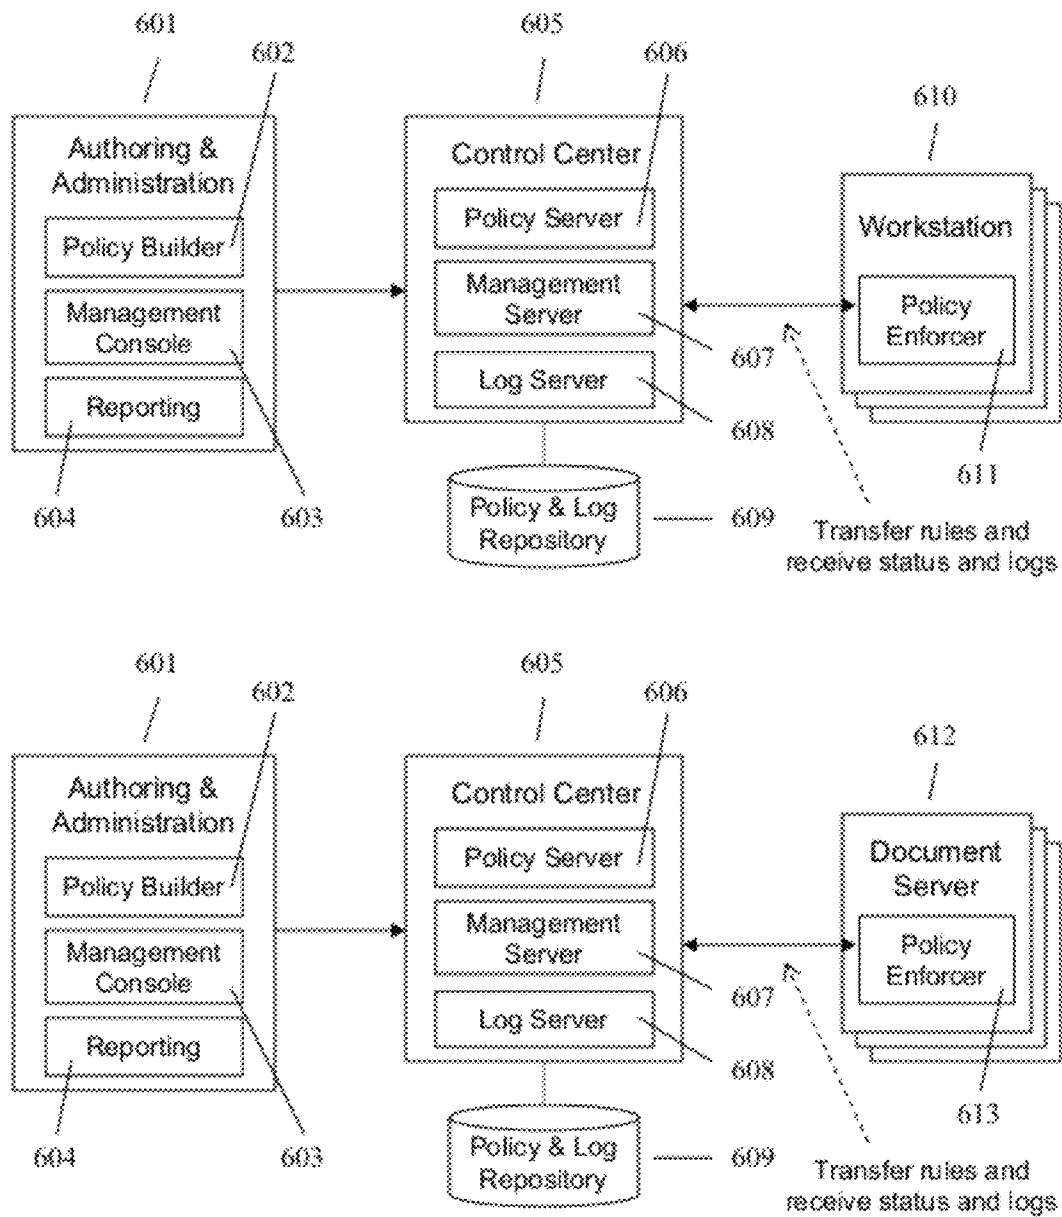 601
602
605
606
610
Authoring &
Administration
Policy Builder
Management
Console
Reporting
604
603
Control Center
Policy Server
Management
Server
Log Server
607
608
Policy & Log
Repository
609
Workstation
Policy
Enforcer
611
Transfer rules and
receive status and logs
601
602
605
606
612
Authoring &
Administration
Policy Builder
Management
Console
Reporting
604
603
Control Center
Policy Server
Management
Server
Log Server
607
608
Policy & Log
Repository
609
Document
Server
Policy
Enforcer
613
Transfer rules and
receive status and logs